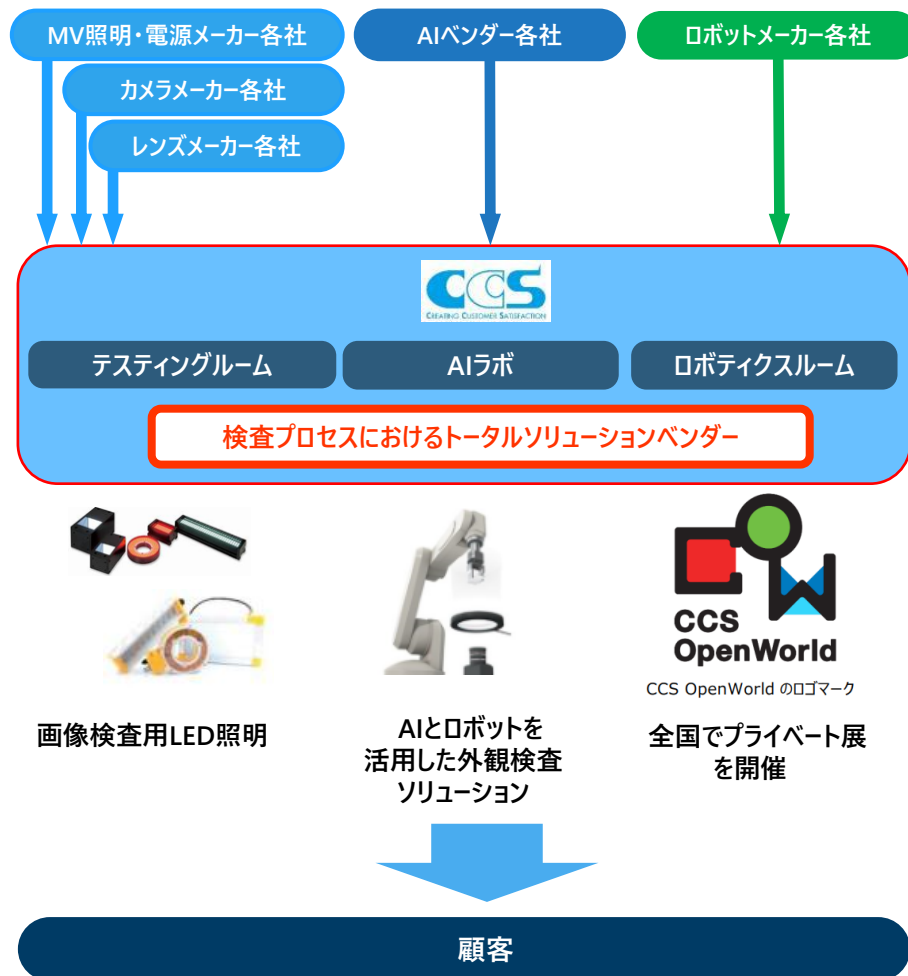 MV照明・電源メーカー各社
AIベンダー各社
ロボットメーカー各社
カメラメーカー各社
レンズメーカー各社
CCS
CREATING CUSTOMER SATISFACTION
テスティングルーム
AIラボ
ロボティクスルーム
検査プロセスにおけるトータルソリューションベンダー
CCS
OpenWorld
CCS OpenWorld のロゴマーク
画像検査用LED照明
AIとロボットを
活用した外観検査
ソリューション
全国でプライベート展
を開催
顧客